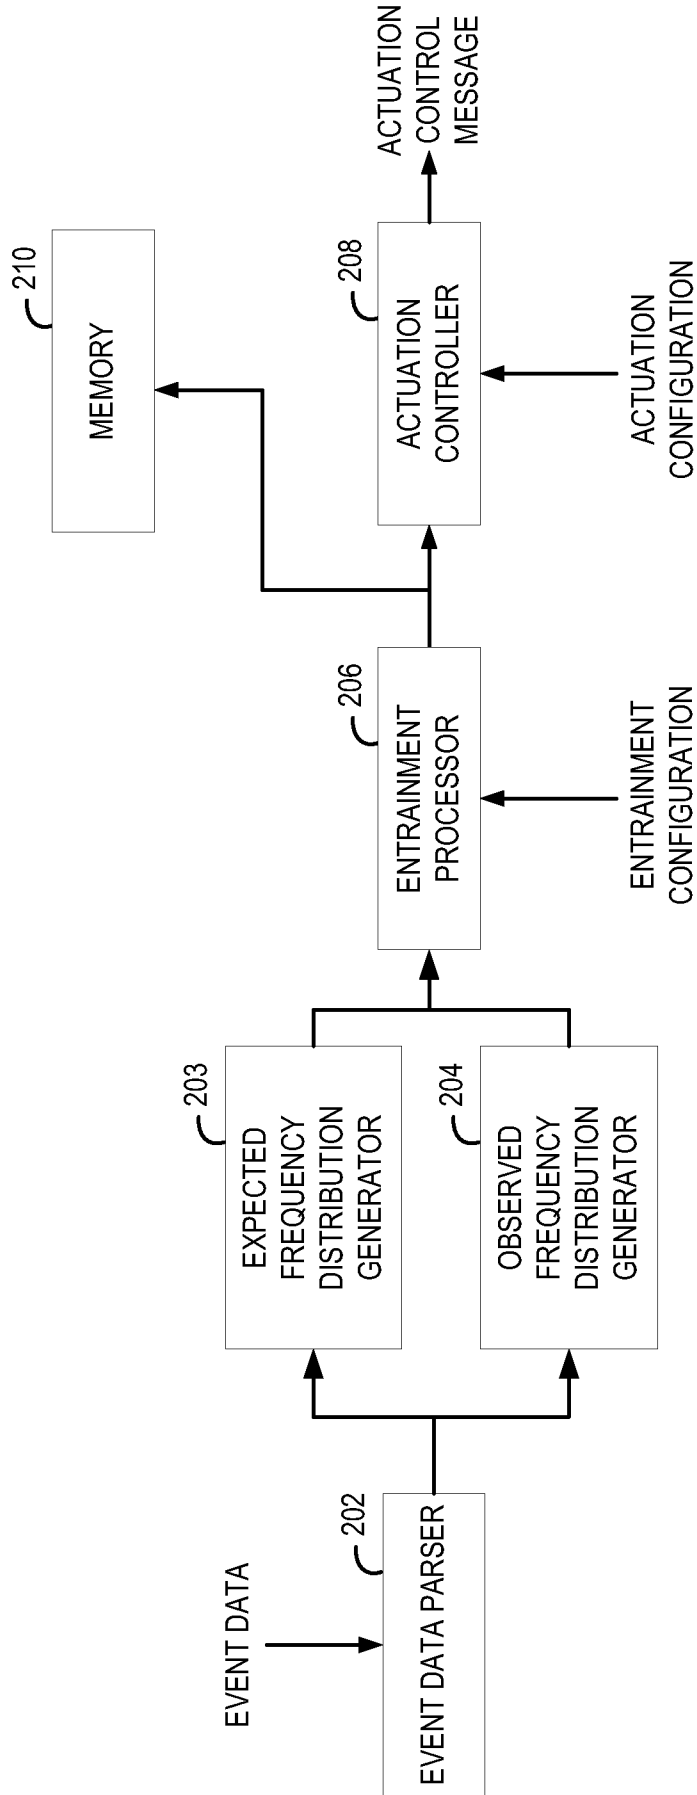 EVENT DATA
202
EVENT DATA PARSER
203
EXPECTED
FREQUENCY
DISTRIBUTION
GENERATOR
204
OBSERVED
FREQUENCY
DISTRIBUTION
GENERATOR
206
ENTRAINMENT
PROCESSOR
ENTRAINMENT
CONFIGURATION
210
MEMORY
208
ACTUATION
CONTROLLER
ACTUATION
CONFIGURATION
ACTUATION
CONTROL
MESSAGE